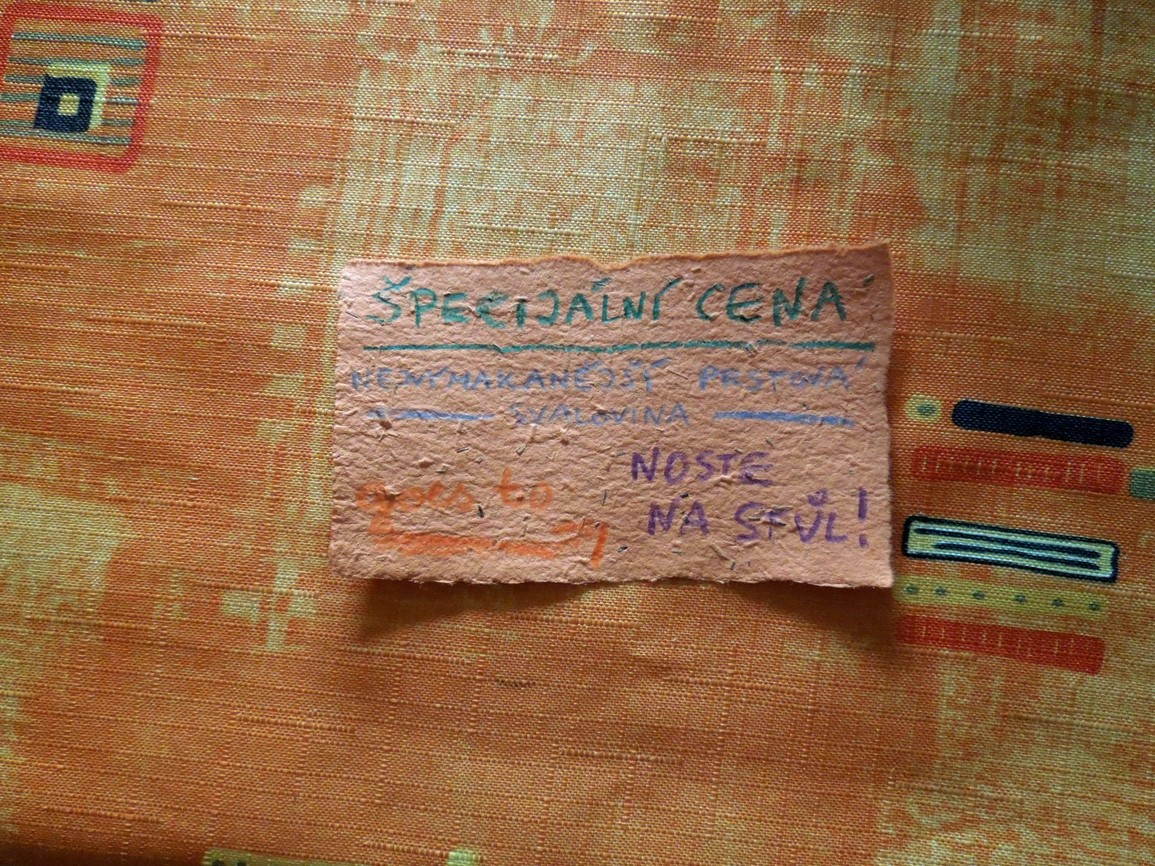 ŠPECIJÁLNÍ CENA
NEJVYMAKANĚJŠÍ PRSTOVÁ
SVALOVINA
goes to
NOSTE
NA STŮL!